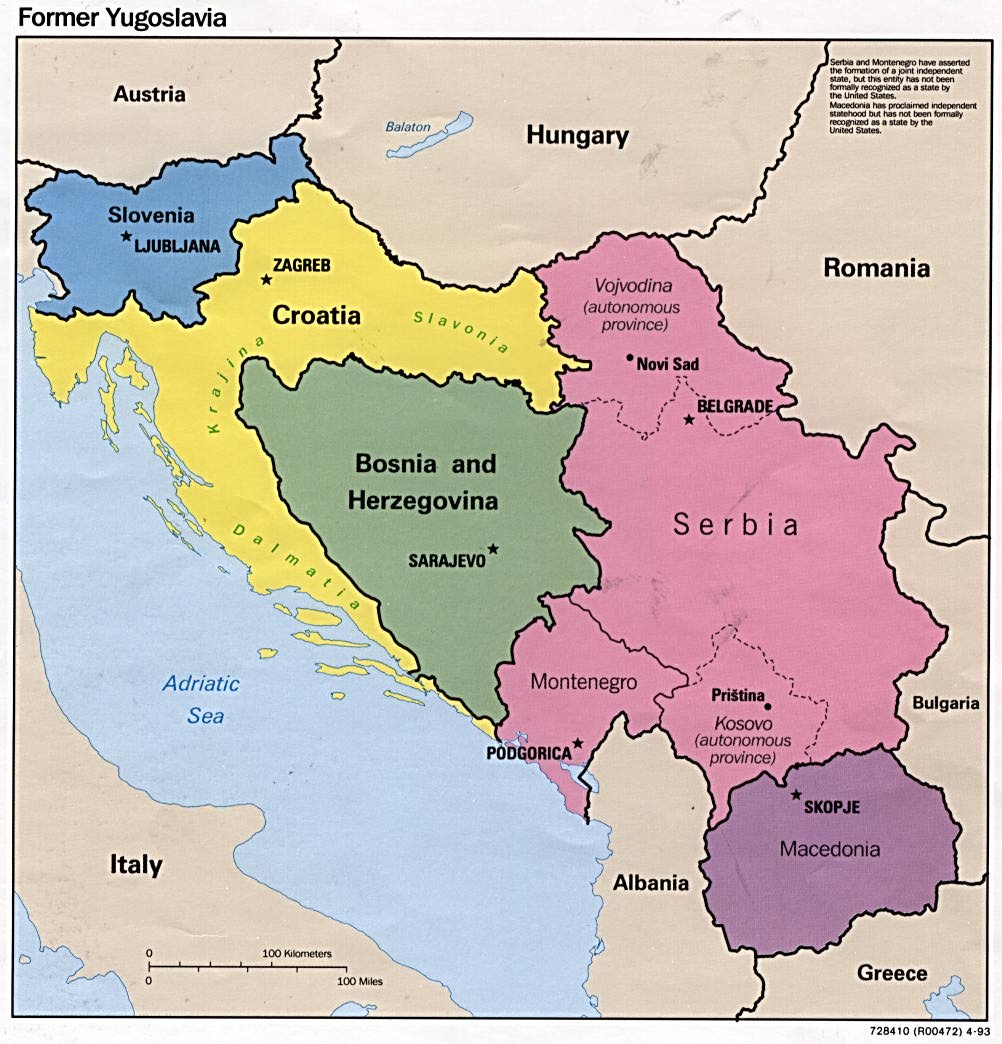 Former Yugoslavia
Serbia and Montenegro have asserted
the formation of a joint independent
state, but this entity has not been
formally recognized as a state by
the United States.
Macedonia has proclaimed independent
statehood but has not been formally
recognized as a state by the
United States.
Austria
Balaton
Hungary
Slovenia
LJUBLJANA
ZAGREB
Croatia
Slavonia
Krajina
Vojvodina
(autonomous
province)
Novi Sad
BELGRADE
Romania
Bosnia and
Herzegovina
SARAJEVO
Serbia
Dalmatia
Adriatic
Sea
Montenegro
PODGORICA
Priština
Kosovo
(autonomous
province)
Bulgaria
SKOPJE
Macedonia
Italy
Albania
Greece
0 100 Kilometers
0 100 Miles
728410 (R00472) 4-93